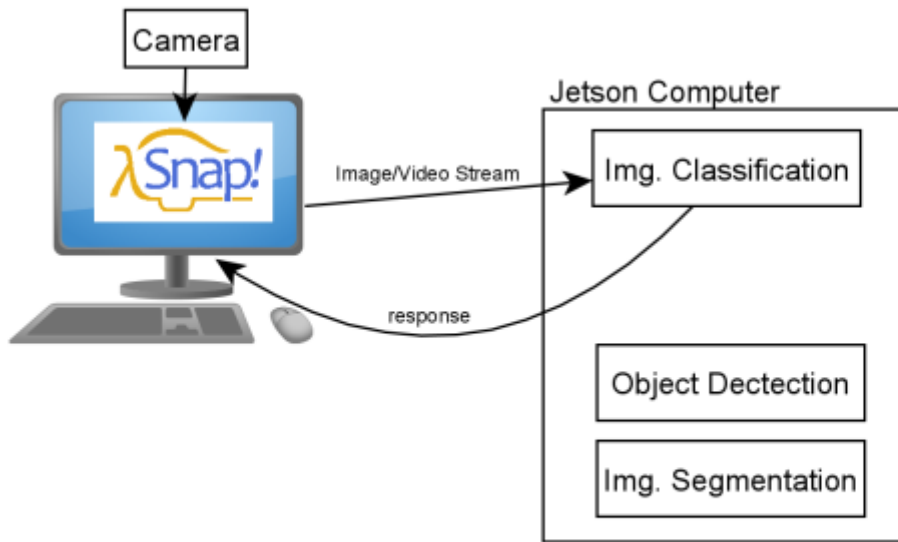 Camera
λSnap!
Jetson Computer
Image/Video Stream
Img. Classification
response
Object Dectection
Img. Segmentation